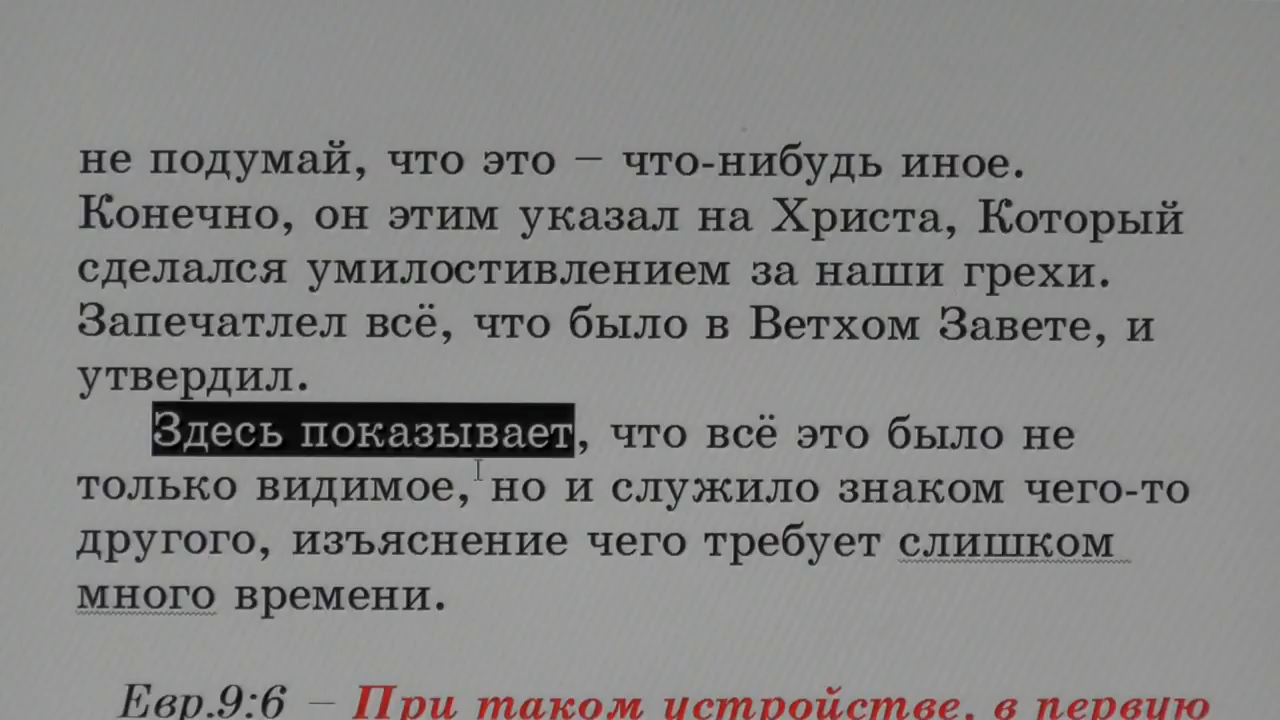 не подумай, что это – что-нибудь иное.
Конечно, он этим указал на Христа, Который
сделался умилостивлением за наши грехи.
Запечатлел всё, что было в Ветхом Завете, и
утвердил.
Здесь показывает, что всё это было не
только видимое, но и служило знаком чего-то
другого, изъяснение чего требует слишком
много времени.
Евр.9:6 – При таком устройстве, в первую